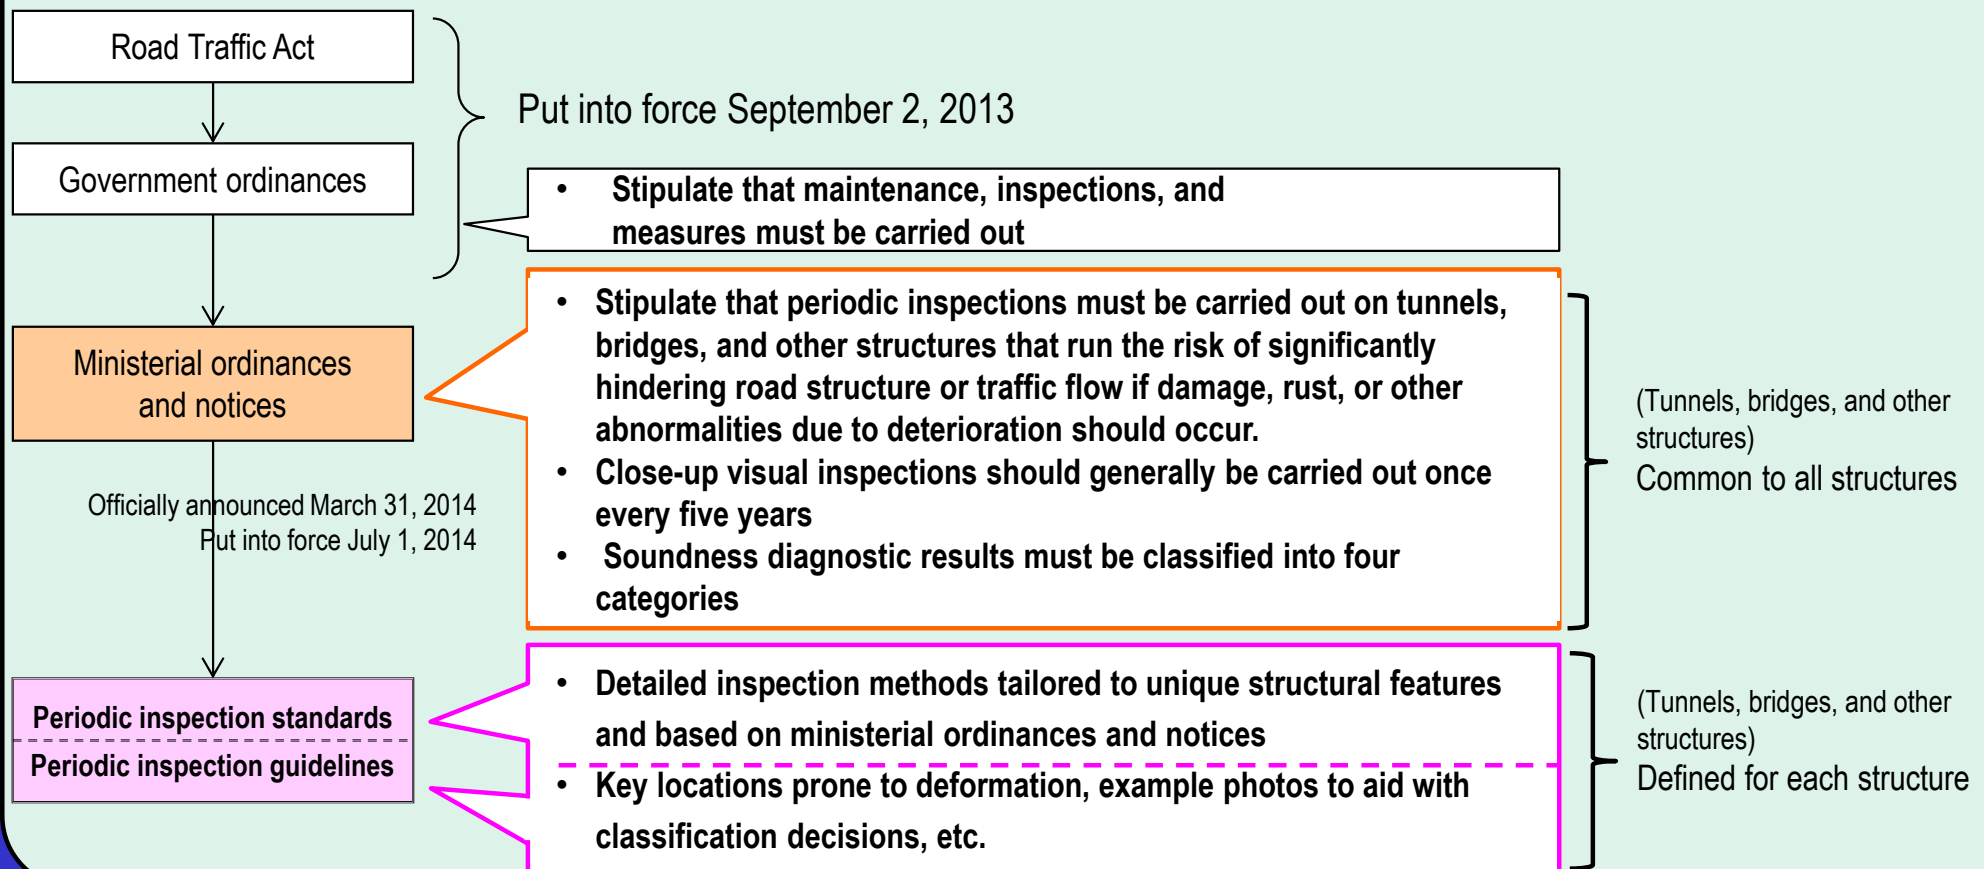 Road Traffic Act
Put into force September 2, 2013
Government ordinances
• Stipulate that maintenance, inspections, and
measures must be carried out
Ministerial ordinances
and notices
• Stipulate that periodic inspections must be carried out on tunnels,
bridges, and other structures that run the risk of significantly
hindering road structure or traffic flow if damage, rust, or other
abnormalities due to deterioration should occur.
• Close-up visual inspections should generally be carried out once
every five years
• Soundness diagnostic results must be classified into four
categories
(Tunnels, bridges, and other
structures)
Common to all structures
Officially announced March 31, 2014
Put into force July 1, 2014
Periodic inspection standards
Periodic inspection guidelines
• Detailed inspection methods tailored to unique structural features
and based on ministerial ordinances and notices
• Key locations prone to deformation, example photos to aid with
classification decisions, etc.
(Tunnels, bridges, and other
structures)
Defined for each structure